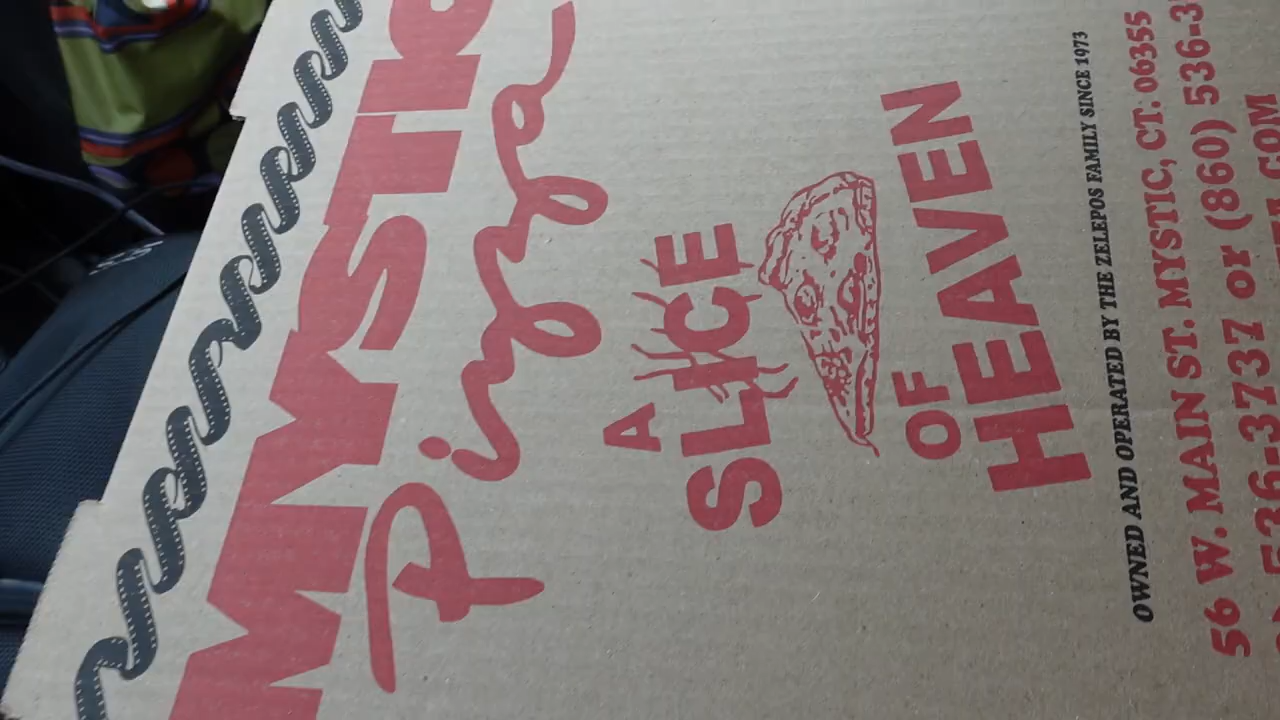 MYSTIC
Pizza
A
SLICE
OF
HEAVEN
OWNED AND OPERATED BY THE ZELEPOS FAMILY SINCE 1973
56 W. MAIN ST. MYSTIC, CT. 06355
536-3737 or (860) 536-3
.COM